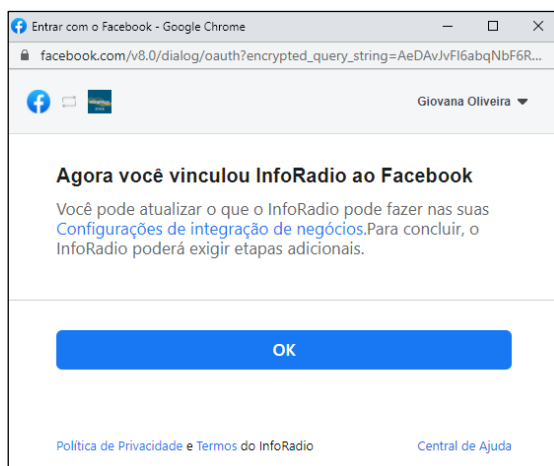 Entrar com o Facebook - Google Chrome
facebook.com/v8.0/dialog/oauth?encrypted_query_string=AeDAvJvFl6abqNbF6R...
Giovana Oliveira
Agora você vinculou InfoRadio ao Facebook
Você pode atualizar o que o InfoRadio pode fazer nas suas
Configurações de integração de negócios.Para concluir, o
InfoRadio poderá exigir etapas adicionais.
OK
Política de Privacidade e Termos do InfoRadio
Central de Ajuda